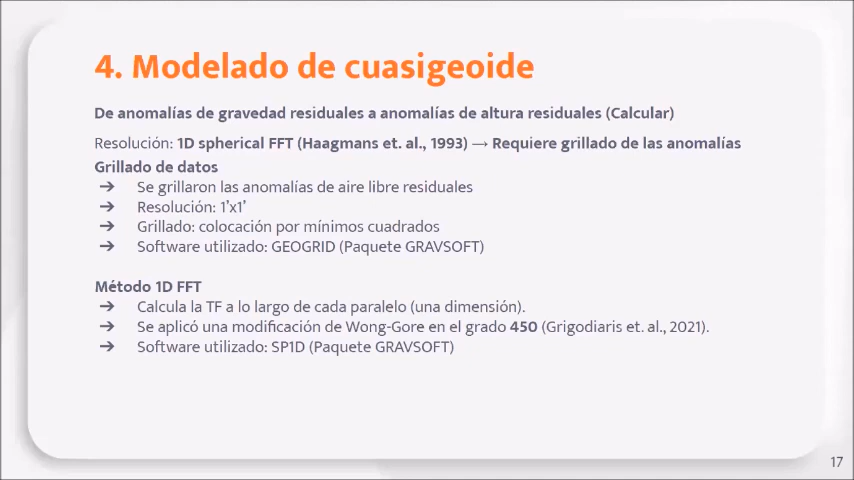 4. Modelado de cuasigeoide
De anomalías de gravedad residuales a anomalías de altura residuales (Calcular)
Resolución: 1D spherical FFT (Haagmans et. al., 1993) → Requiere grillado de las anomalías
Grillado de datos
➔ Se grillaron las anomalías de aire libre residuales
➔ Resolución: 1’x1’
➔ Grillado: colocación por mínimos cuadrados
➔ Software utilizado: GEOGRID (Paquete GRAVSOFT)
Método 1D FFT
➔ Calcula la TF a lo largo de cada paralelo (una dimensión).
➔ Se aplicó una modificación de Wong-Gore en el grado 450 (Grigodiaris et. al., 2021).
➔ Software utilizado: SP1D (Paquete GRAVSOFT)
17